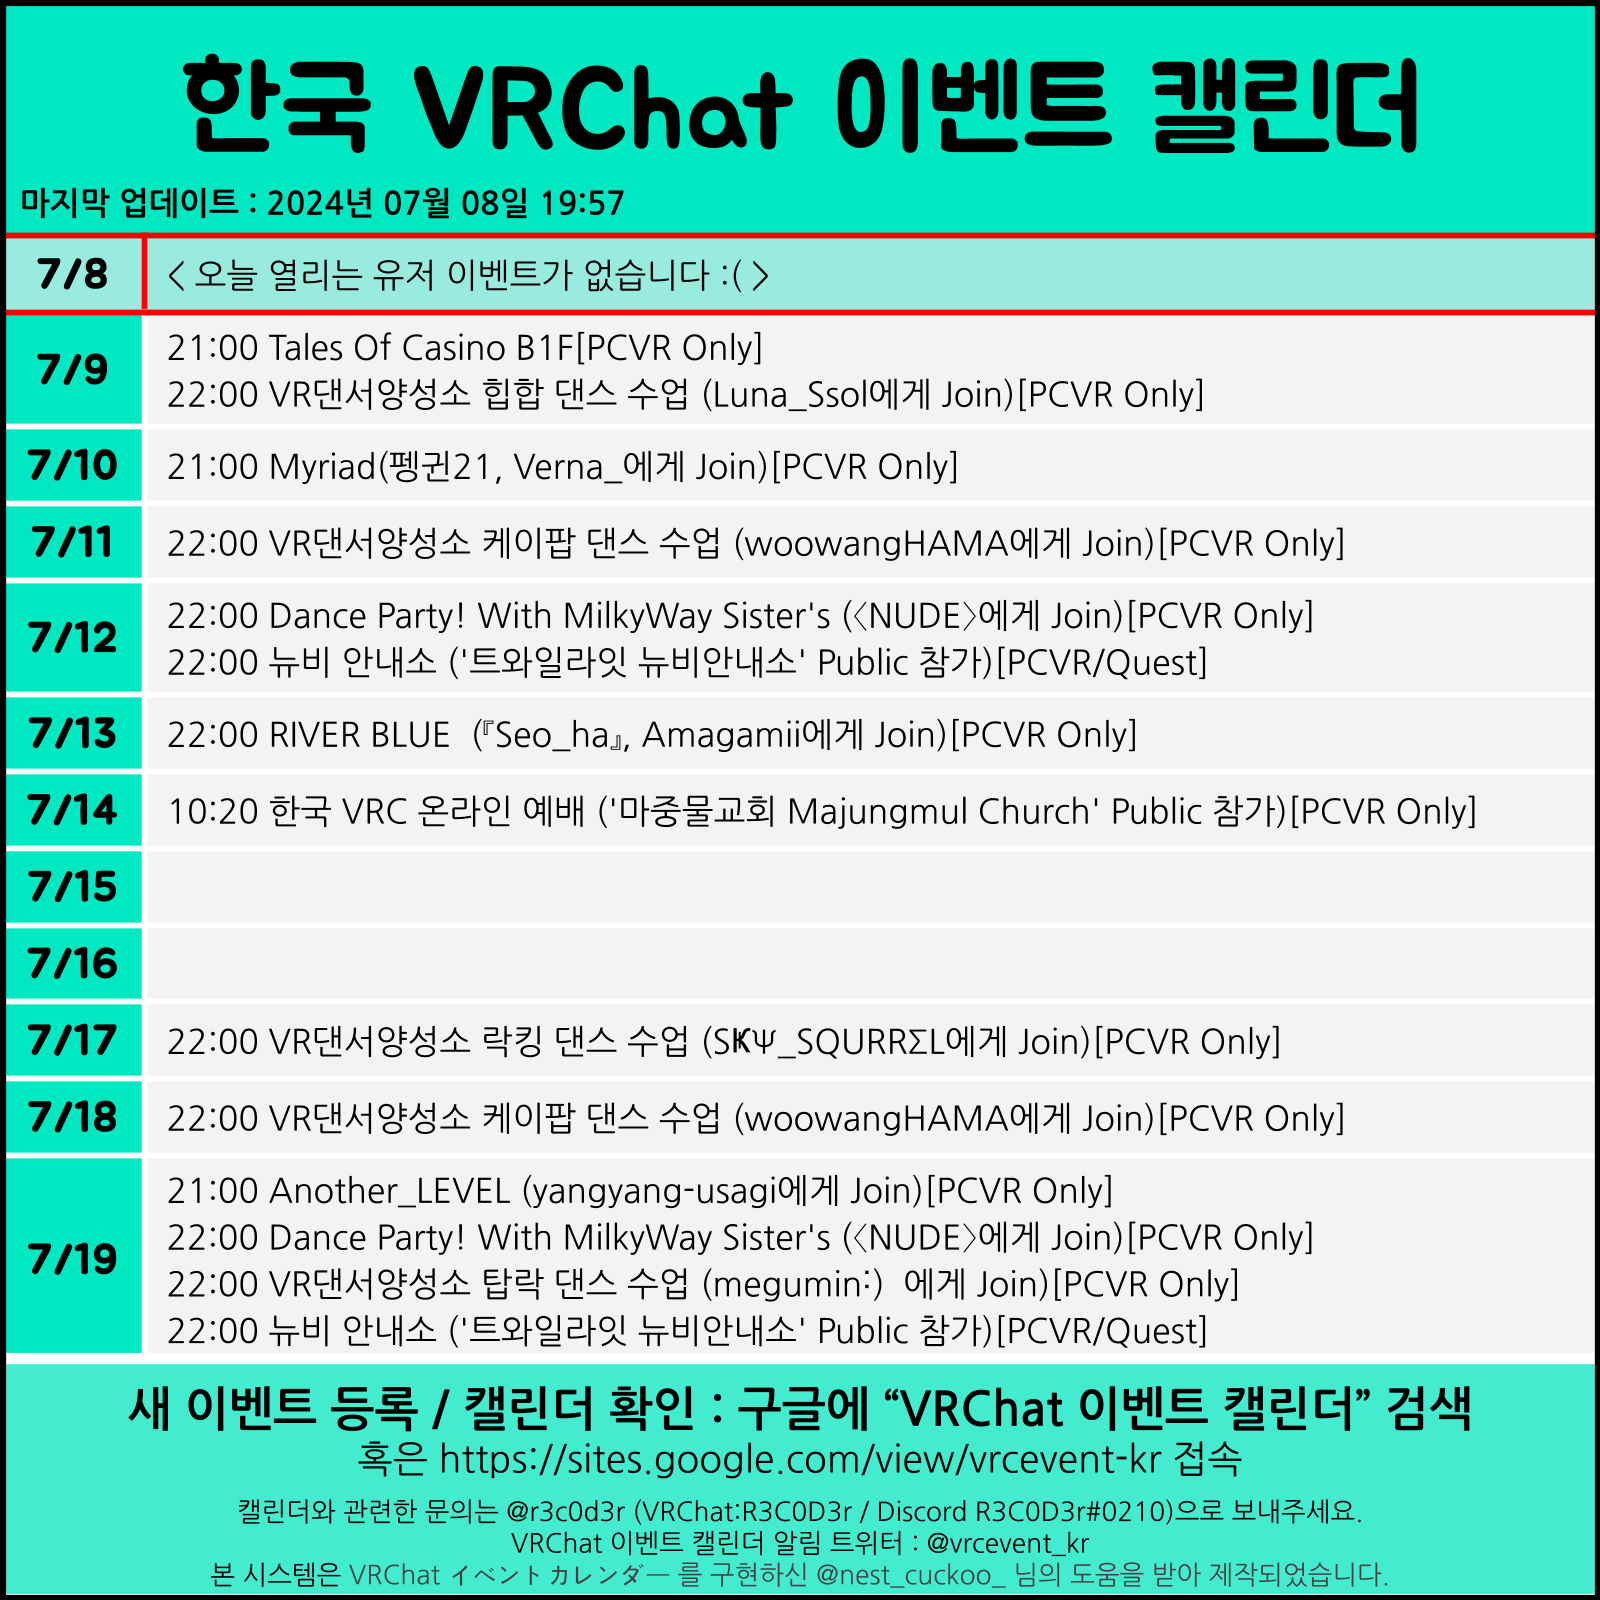 한국 VRChat 이벤트 캘린더
마지막 업데이트 : 2024년 07월 08일 19:57
7/8
< 오늘 열리는 유저 이벤트가 없습니다 :( >
7/9
21:00 Tales Of Casino B1F[PCVR Only]
22:00 VR댄서양성소 힙합 댄스 수업 (Luna_Ssol에게 Join)[PCVR Only]
7/10
21:00 Myriad(펭귄21, Verna_에게 Join)[PCVR Only]
7/11
22:00 VR댄서양성소 케이팝 댄스 수업 (woowangHAMA에게 Join)[PCVR Only]
7/12
22:00 Dance Party! With MilkyWay Sister's (〈NUDE〉에게 Join)[PCVR Only]
22:00 뉴비 안내소 ('트와일라잇 뉴비안내소' Public 참가)[PCVR/Quest]
7/13
22:00 RIVER BLUE  (『Seo_ha』, Amagamii에게 Join)[PCVR Only]
7/14
10:20 한국 VRC 온라인 예배 ('마중물교회 Majungmul Church' Public 참가)[PCVR Only]
7/15
7/16
7/17
22:00 VR댄서양성소 락킹 댄스 수업 (SҜΨ_SQURRΣL에게 Join)[PCVR Only]
7/18
22:00 VR댄서양성소 케이팝 댄스 수업 (woowangHAMA에게 Join)[PCVR Only]
7/19
21:00 Another_LEVEL (yangyang-usagi에게 Join)[PCVR Only]
22:00 Dance Party! With MilkyWay Sister's (〈NUDE〉에게 Join)[PCVR Only]
22:00 VR댄서양성소 탑락 댄스 수업 (megumin:)  에게 Join)[PCVR Only]
22:00 뉴비 안내소 ('트와일라잇 뉴비안내소' Public 참가)[PCVR/Quest]
새 이벤트 등록 / 캘린더 확인 : 구글에 “VRChat 이벤트 캘린더” 검색
혹은 https://sites.google.com/view/vrcevent-kr 접속
캘린더와 관련한 문의는 @r3c0d3r (VRChat:R3C0D3r / Discord R3C0D3r#0210)으로 보내주세요.
VRChat 이벤트 캘린더 알림 트위터 : @vrcevent_kr
본 시스템은 VRChat イベントカレンダー 를 구현하신 @nest_cuckoo_ 님의 도움을 받아 제작되었습니다.